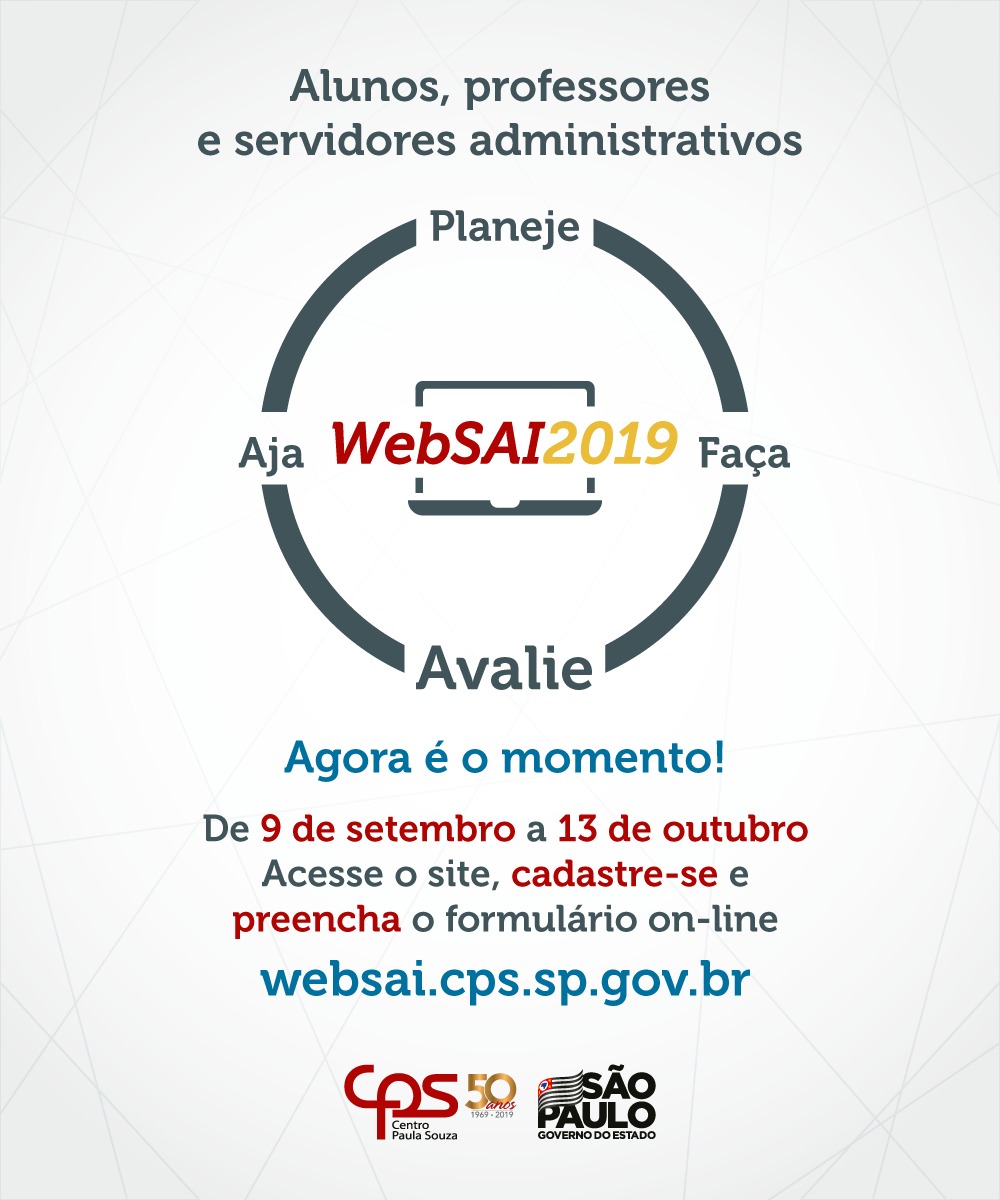 Alunos, professores
e servidores administrativos
Planeje
Aja
WebSAI2019
Faça
Avalie
Agora é o momento!
De 9 de setembro a 13 de outubro
Acesse o site, cadastre-se e
preencha o formulário on-line
websai.cps.sp.gov.br
cps
Centro
Paula Souza
50
anos
1969 - 2019
SÃO
PAULO
GOVERNO DO ESTADO